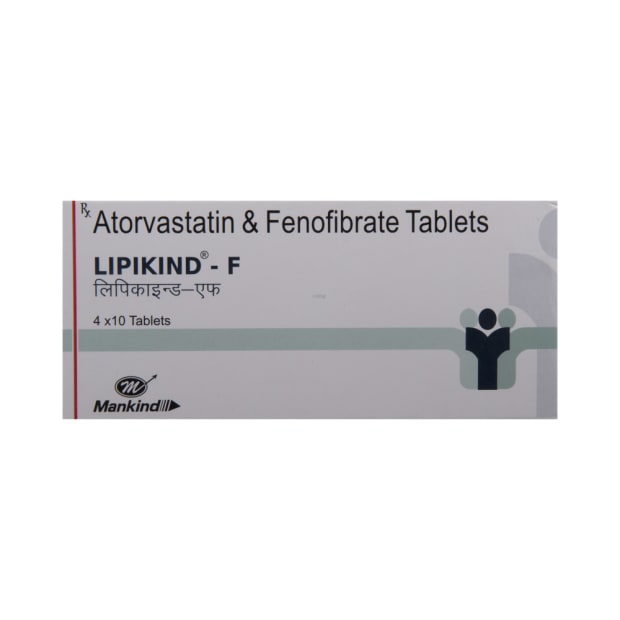 Rx
Atorvastatin & Fenofibrate Tablets
LIPIKIND® - F
लिपिकाइन्ड–एफ
4 x10 Tablets
M
Mankind